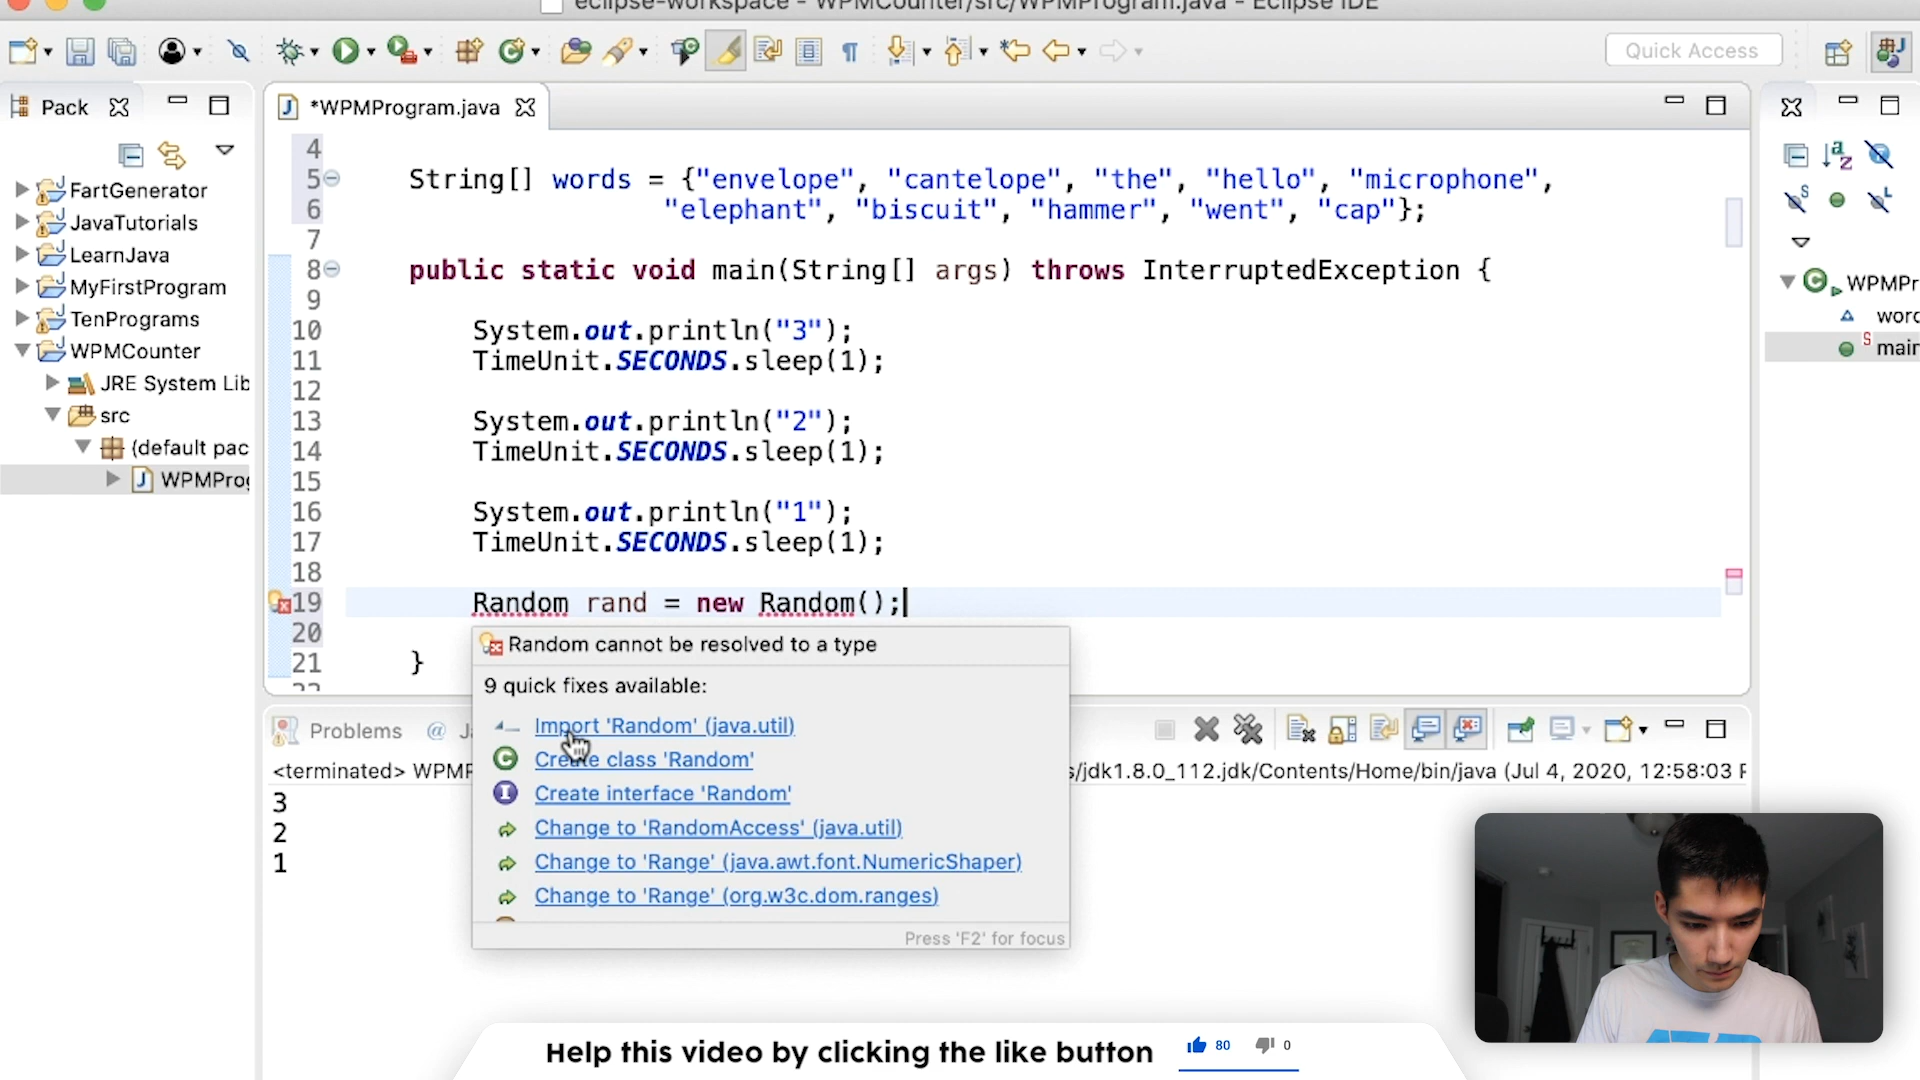 eclipse-workspace - WPMCounter/src/WPMProgram.java - Eclipse IDE
Quick Access
Pack
*WPMProgram.java
FartGenerator
JavaTutorials
LearnJava
MyFirstProgram
TenPrograms
WPMCounter
JRE System Lib
src
(default pac
WPMProg
4
5 String[] words = {"envelope", "cantelope", "the", "hello", "microphone",
6 "elephant", "biscuit", "hammer", "went", "cap"};
7
8 public static void main(String[] args) throws InterruptedException {
9
10 System.out.println("3");
11 TimeUnit.SECONDS.sleep(1);
12
13 System.out.println("2");
14 TimeUnit.SECONDS.sleep(1);
15
16 System.out.println("1");
17 TimeUnit.SECONDS.sleep(1);
18
19 Random rand = new Random();
20
21 }
22
Random cannot be resolved to a type
9 quick fixes available:
Import 'Random' (java.util)
Create class 'Random'
Create interface 'Random'
Change to 'RandomAccess' (java.util)
Change to 'Range' (java.awt.font.NumericShaper)
Change to 'Range' (org.w3c.dom.ranges)
Press 'F2' for focus
WPMPr
word
main
Problems @ Ja
<terminated> WPMP
s/jdk1.8.0_112.jdk/Contents/Home/bin/java (Jul 4, 2020, 12:58:03 P
3
2
1
Help this video by clicking the like button 80 0